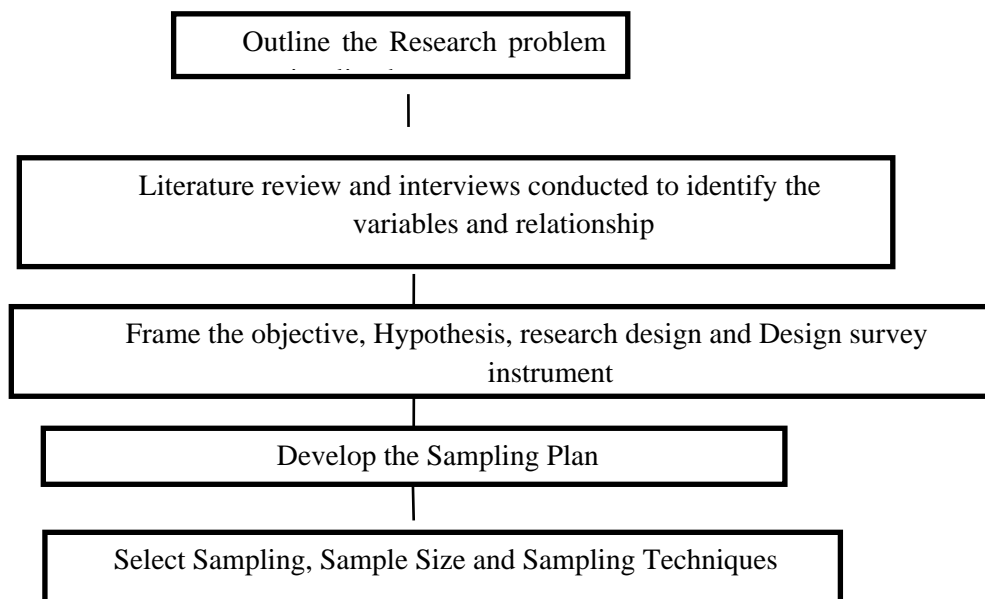 Outline the Research problem
Literature review and interviews conducted to identify the
variables and relationship
Frame the objective, Hypothesis, research design and Design survey
instrument
Develop the Sampling Plan
Select Sampling, Sample Size and Sampling Techniques